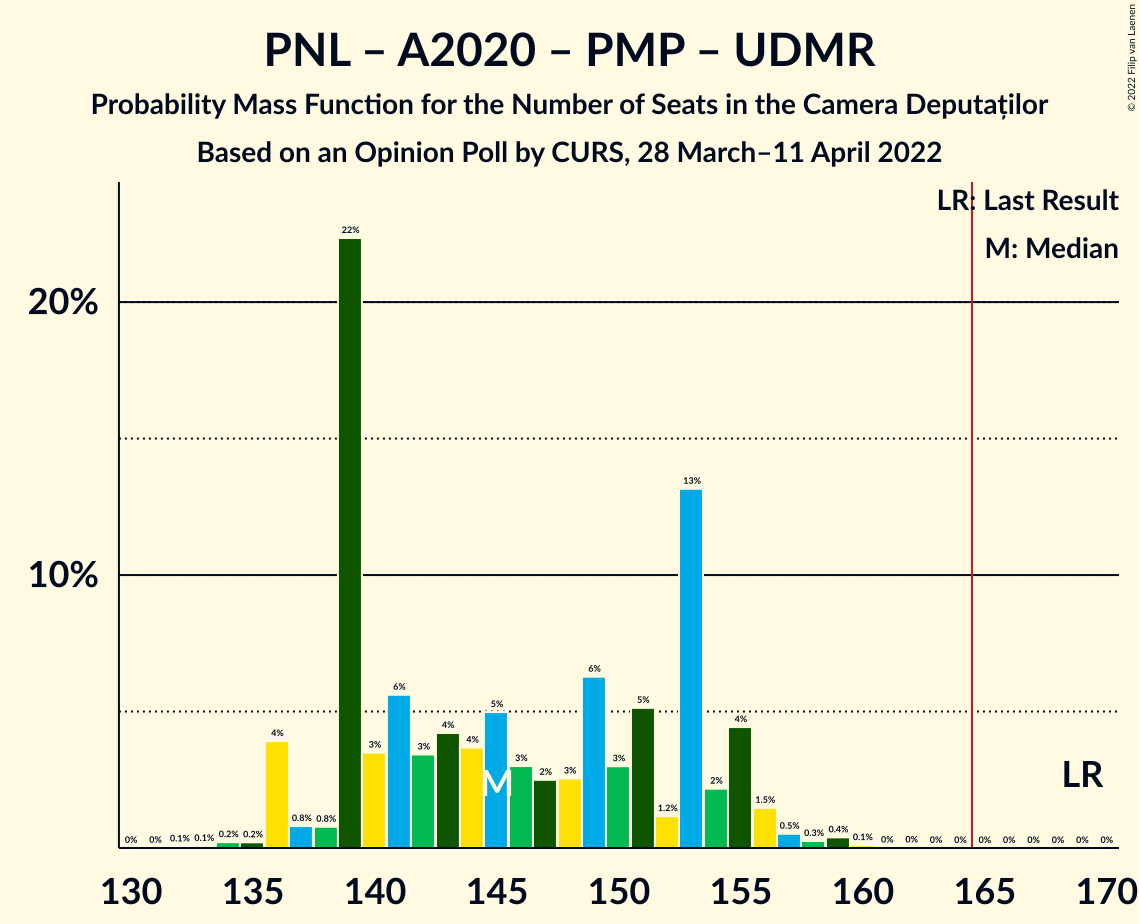 PNL – A2020 – PMP – UDMR
Probability Mass Function for the Number of Seats in the Camera Deputaților
Based on an Opinion Poll by CURS, 28 March–11 April 2022
© 2022 Filip van Laenen
LR: Last Result
M: Median
20%
10%
0% 0% 0.1% 0.1% 0.2% 0.2% 4% 0.8% 0.8% 22% 3% 6% 3% 4% 4% 5% 3% 2% 3% 6% 3% 5% 1.2% 13% 2% 4% 1.5% 0.5% 0.3% 0.4% 0.1% 0% 0% 0% 0% 0% 0% 0% 0% 0% 0%
M
LR
130 135 140 145 150 155 160 165 170